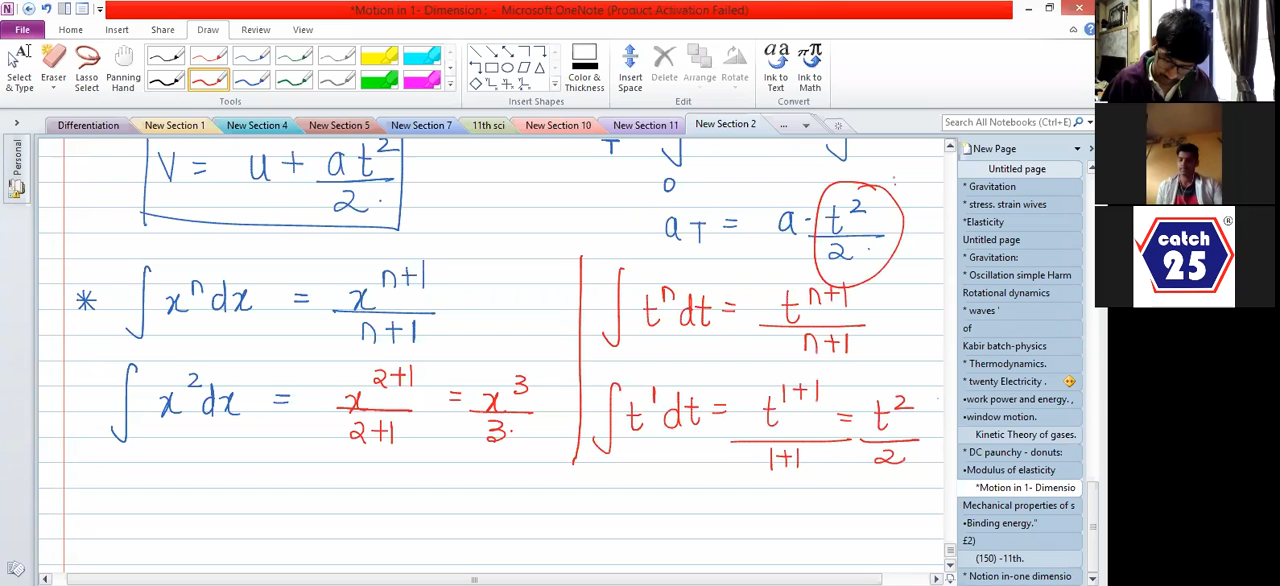 *Motion in 1- Dimension : - Microsoft OneNote (Product Activation Failed)
File Home Insert Share Draw Review View
Select & Type
Eraser
Lasso Select
Panning Hand
Color & Thickness
Insert Space
Delete
Arrange
Rotate
Ink to Text
Ink to Math
Tools
Insert Shapes
Edit
Convert
Differentiation New Section 1 New Section 4 New Section 5 New Section 7 11th sci New Section 10 New Section 11 New Section 2 ...
Search All Notebooks (Ctrl+E)
Personal
V = u + at²/2.
0
a T = a · t²/2.
* ∫ xⁿ dx = x^(n+1)/(n+1)
∫ x² dx = x^(2+1)/(2+1) = x³/3.
∫ tⁿ dt = t^(n+1)/(n+1)
∫ t¹ dt = t^(1+1)/(1+1) = t²/2
New Page
Untitled page
* Gravitation
* stress. strain wives
*Elasticity
Untitled page
* Gravitation:
* Oscillation simple Harm
Rotational dynamics
* waves '
of
Kabir batch-physics
* Thermodynamics.
* twenty Electricity .
•work power and energy. ,
•window motion.
Kinetic Theory of gases.
* DC paunchy - donuts:
•Modulus of elasticity
*Motion in 1- Dimensio
Mechanical properties of s
•Binding energy."
£2)
(150) -11th.
* Notion in-one dimensio
catch
25
®